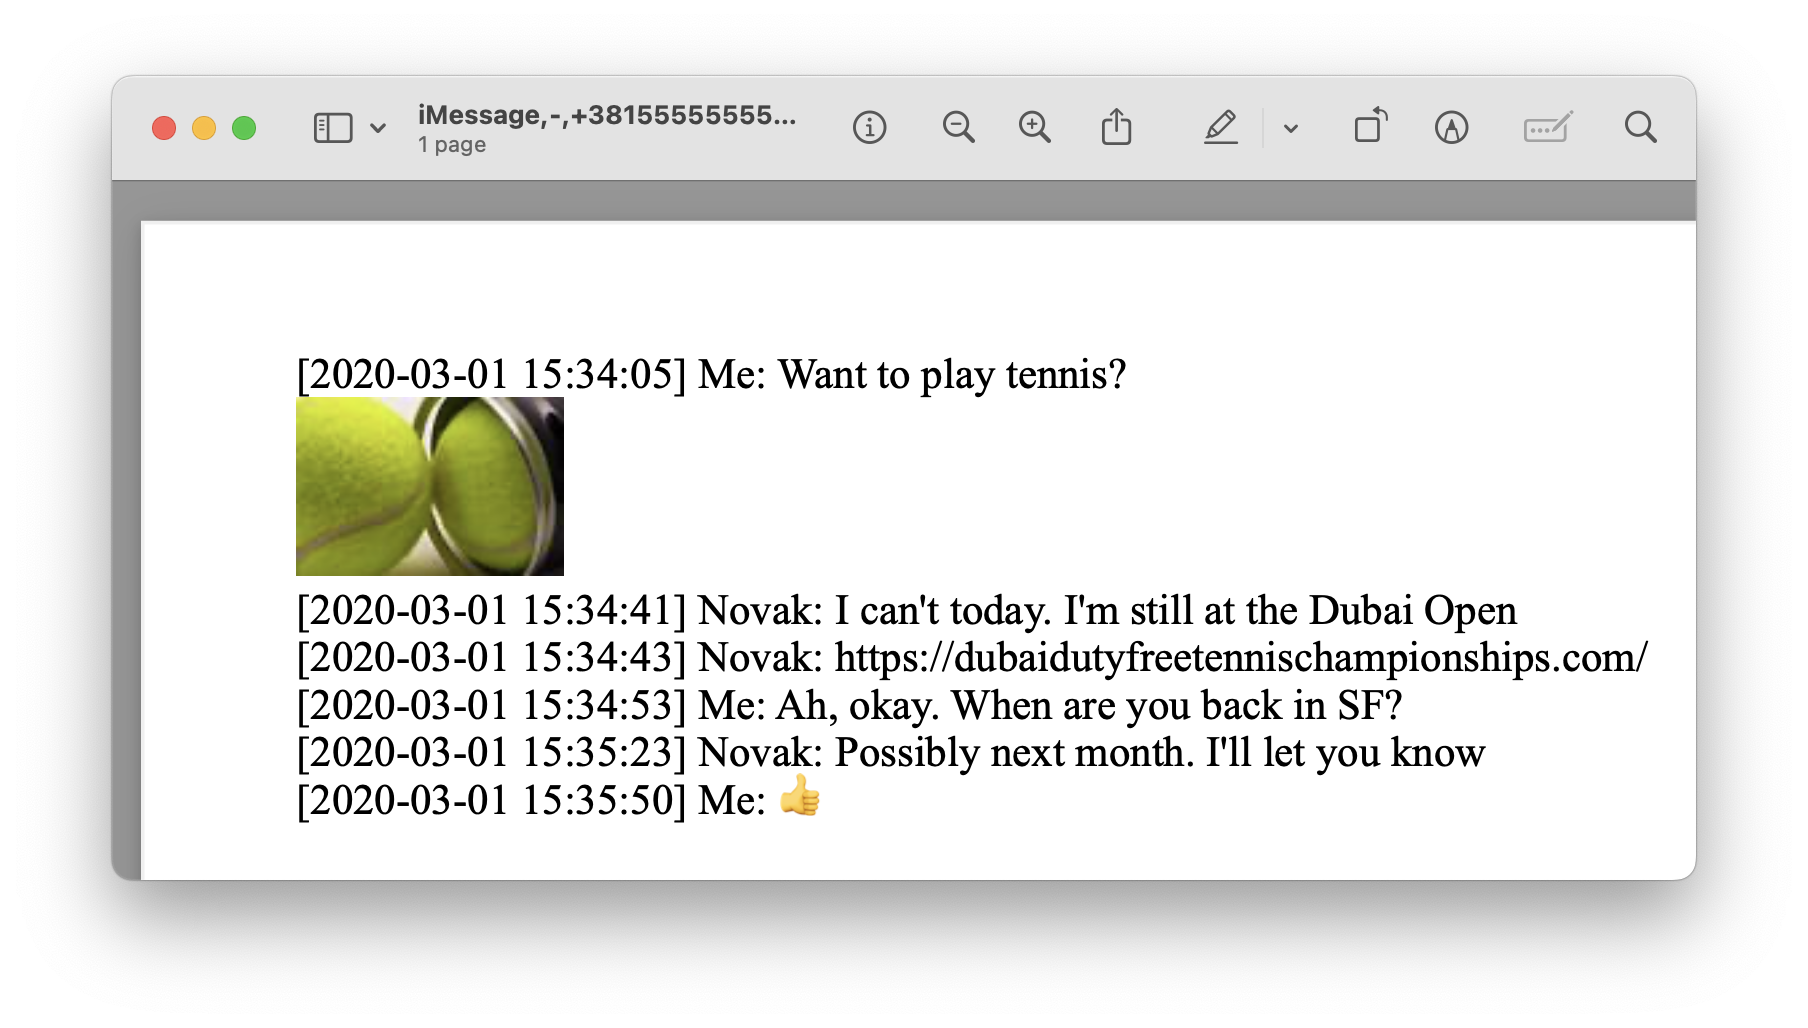 iMessage,-,+38155555555...
1 page
[2020-03-01 15:34:05] Me: Want to play tennis?
[2020-03-01 15:34:41] Novak: I can't today. I'm still at the Dubai Open
[2020-03-01 15:34:43] Novak: https://dubaidutyfreetennischampionships.com/
[2020-03-01 15:34:53] Me: Ah, okay. When are you back in SF?
[2020-03-01 15:35:23] Novak: Possibly next month. I'll let you know
[2020-03-01 15:35:50] Me: 👍